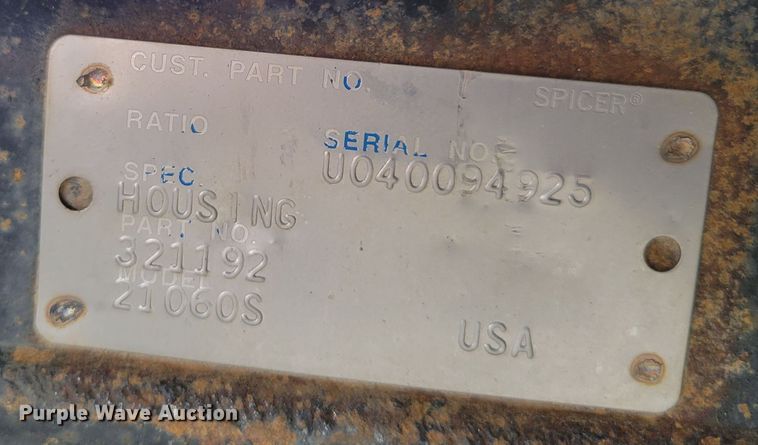 CUST. PART NO.
SPICER®
RATIO
SERIAL NO.
U040094925
SPEC.
HOUSING
PART NO.
321192
MODEL
21060S
USA
Purple Wave Auction